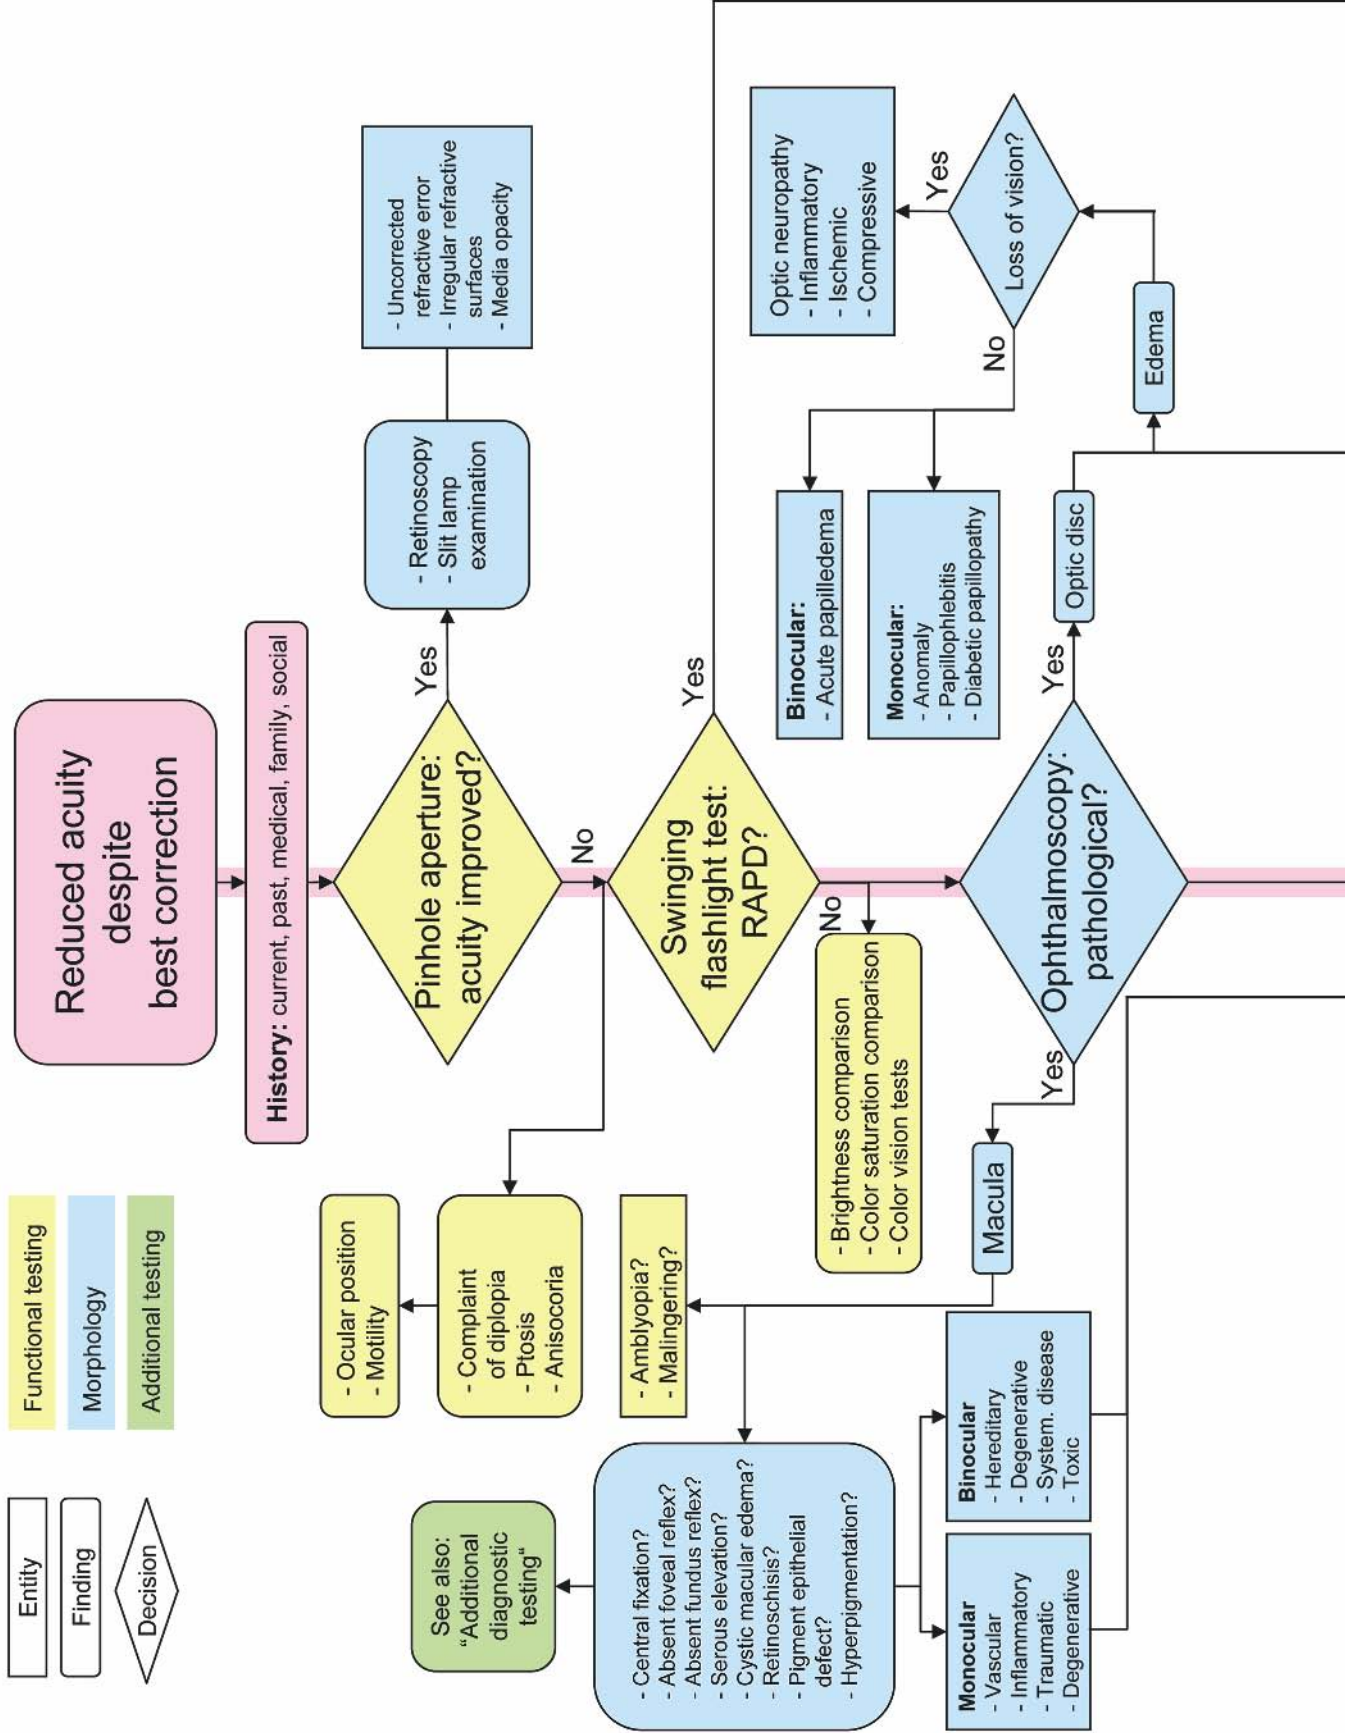 Entity
Finding
Decision
Functional testing
Morphology
Additional testing
Reduced acuity
despite
best correction
History: current, past, medical, family, social
Pinhole aperture:
acuity improved?
Yes
- Retinoscopy
- Slit lamp
examination
- Uncorrected
refractive error
- Irregular refractive
surfaces
- Media opacity
No
- Ocular position
- Motility
- Complaint
of diplopia
- Ptosis
- Anisocoria
Swinging
flashlight test:
RAPD?
Yes
No
- Brightness comparison
- Color saturation comparison
- Color vision tests
- Amblyopia?
- Malingering?
Ophthalmoscopy:
pathological?
Yes
Macula
See also:
“Additional
diagnostic
testing“
- Central fixation?
- Absent foveal reflex?
- Absent fundus reflex?
- Serous elevation?
- Cystic macular edema?
- Retinoschisis?
- Pigment epithelial
defect?
- Hyperpigmentation?
Monocular
- Vascular
- Inflammatory
- Traumatic
- Degenerative
Binocular
- Hereditary
- Degenerative
- System. disease
- Toxic
Yes
Optic disc
Edema
Loss of vision?
Yes
Optic neuropathy
- Inflammatory
- Ischemic
- Compressive
No
Binocular:
- Acute papilledema
Monocular:
- Anomaly
- Papillophlebitis
- Diabetic papillopathy